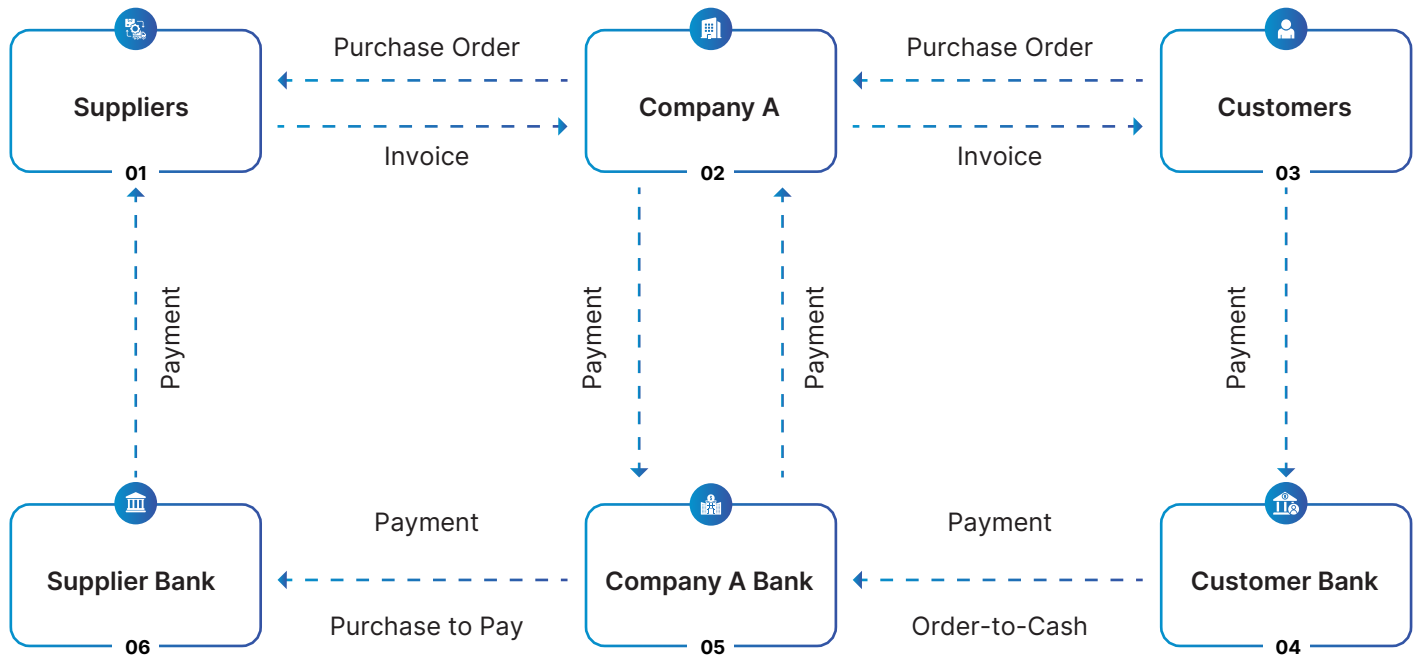 Purchase Order
Purchase Order
Suppliers
Company A
Customers
Invoice
Invoice
01
02
03
Payment
Payment
Payment
Payment
Payment
Payment
Supplier Bank
Company A Bank
Customer Bank
Purchase to Pay
Order-to-Cash
06
05
04